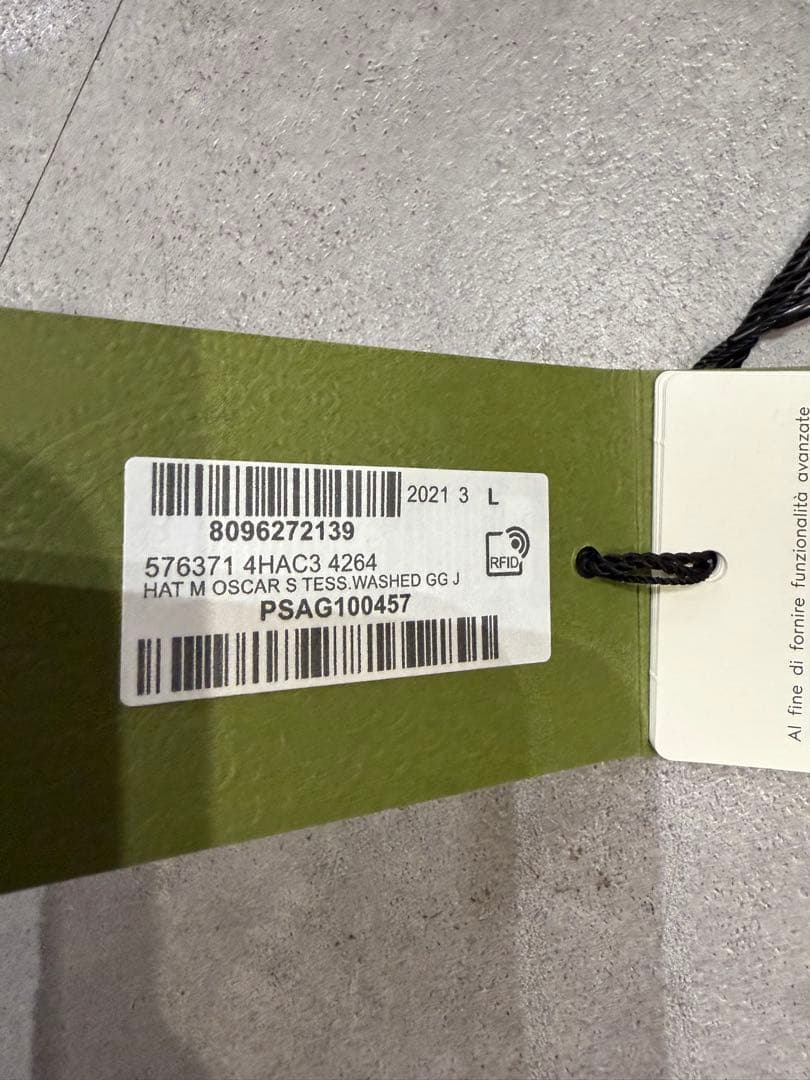 2021 3 L
8096272139
576371 4HAC3 4264
RFID
HAT M OSCAR S TESS.WASHED GG J
PSAG100457
Al fine di fornire funzionalità avanzate